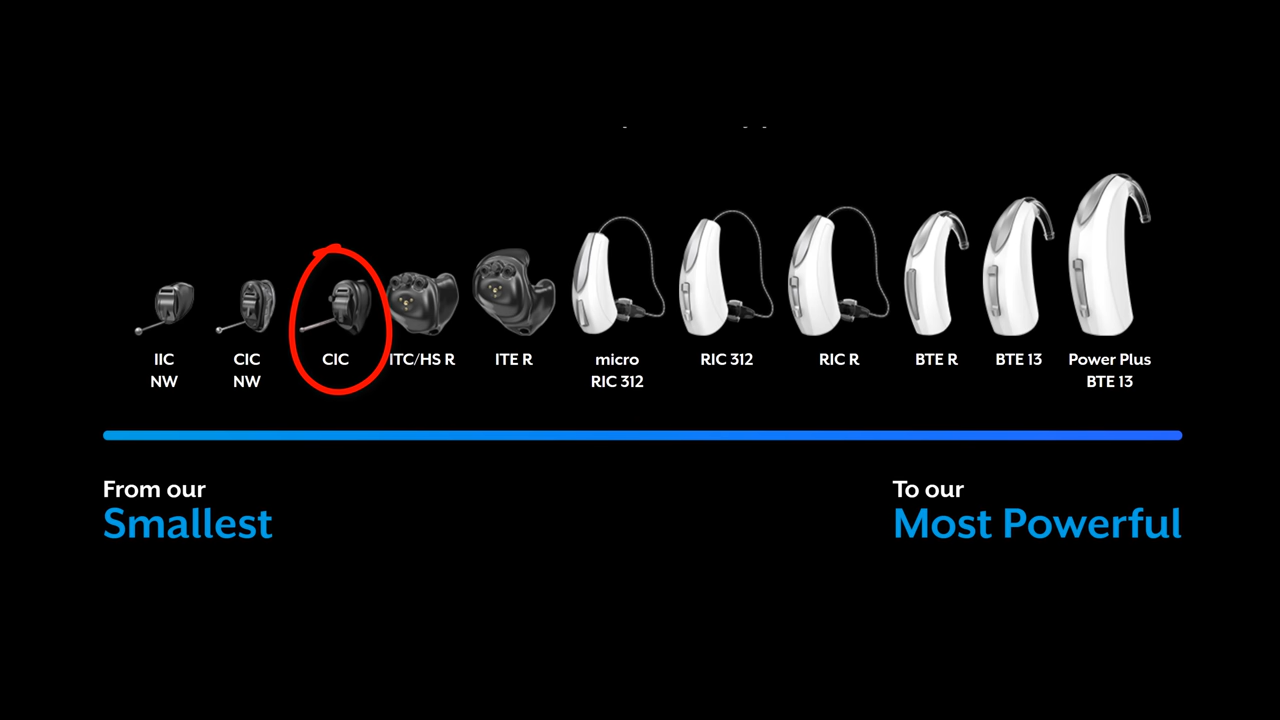 IIC
NW
CIC
NW
CIC
ITC/HS R
ITE R
micro
RIC 312
RIC 312
RIC R
BTE R
BTE 13
Power Plus
BTE 13
From our
Smallest
To our
Most Powerful